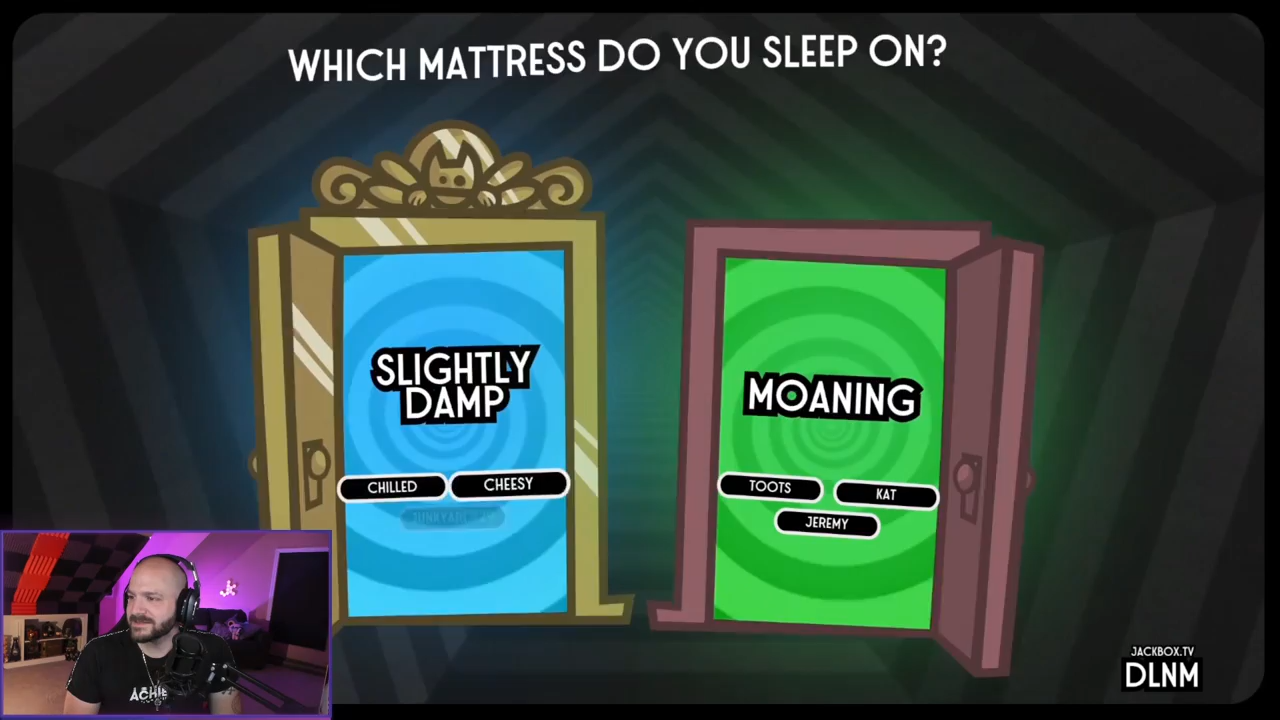 WHICH MATTRESS DO YOU SLEEP ON?
SLIGHTLY
DAMP
CHILLED
CHEESY
MOANING
TOOTS
KAT
JEREMY
JACKBOX.TV
DLNM